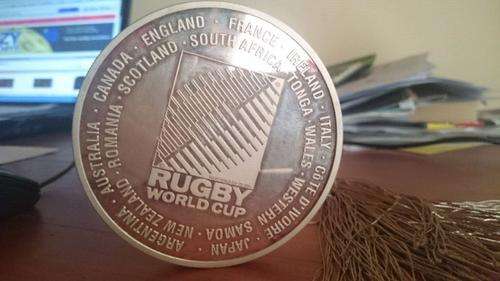 ARGENTINA · AUSTRALIA · CANADA · ENGLAND · FRANCE · IRELAND · ITALY · COTE D'IVOIRE · JAPAN ·
NEW ZEALAND · ROMANIA · SCOTLAND · SOUTH AFRICA · TONGA · WALES · WESTERN SAMOA ·
RUGBY
WORLD CUP